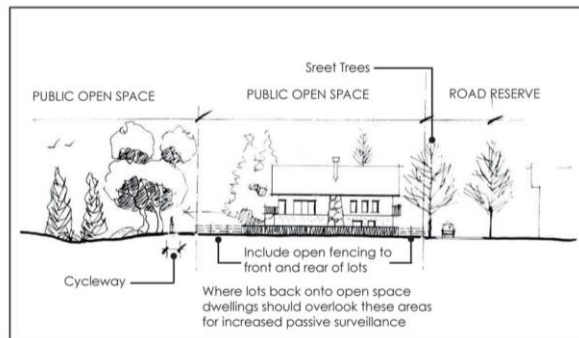 Sreet Trees
PUBLIC OPEN SPACE
PUBLIC OPEN SPACE
ROAD RESERVE
Include open fencing to
front and rear of lots
Cycleway
Where lots back onto open space
dwellings should overlook these areas
for increased passive surveillance